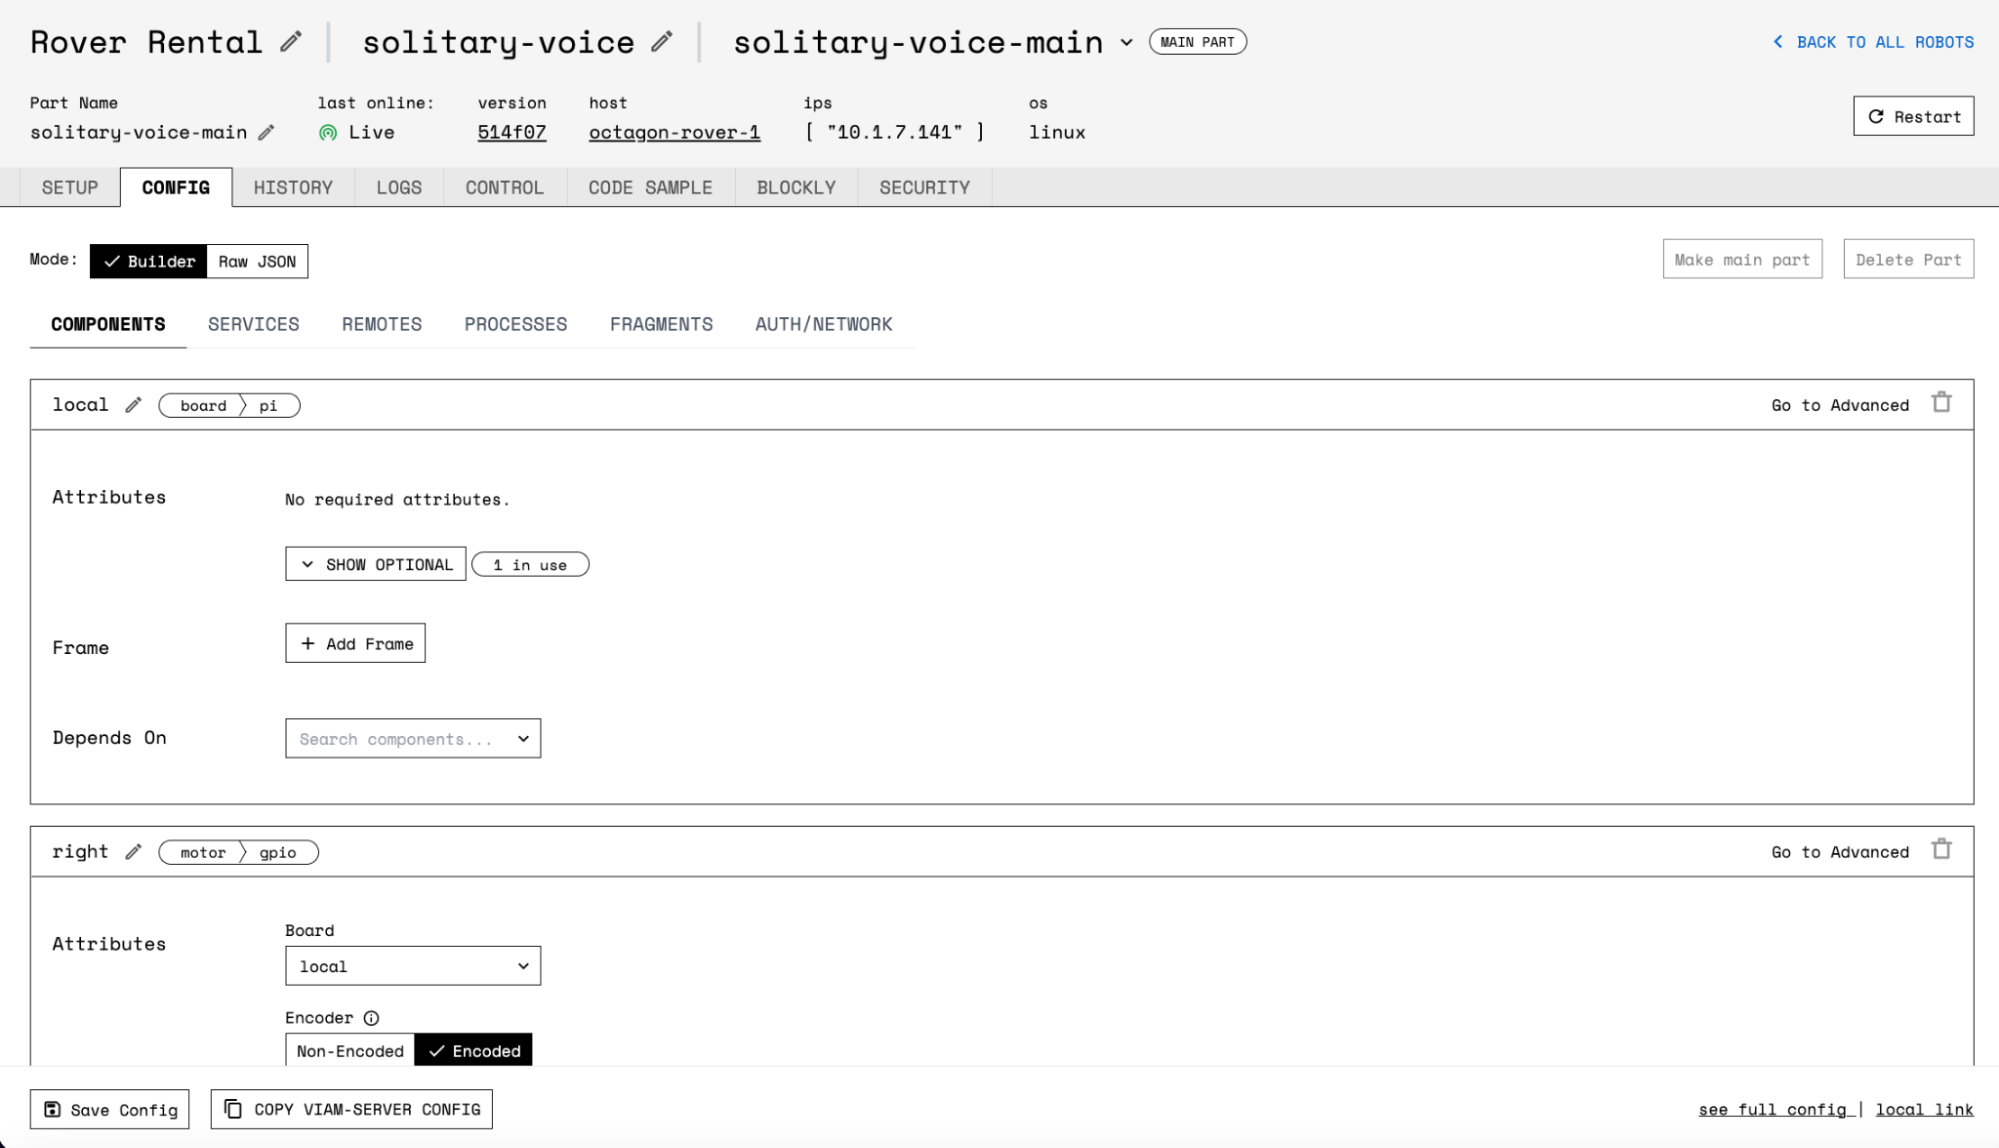 Rover Rental solitary-voice solitary-voice-main MAIN PART
BACK TO ALL ROBOTS
Part Name last online: version host ips os
solitary-voice-main Live 514f07 octagon-rover-1 [ "10.1.7.141" ] linux
Restart
SETUP CONFIG HISTORY LOGS CONTROL CODE SAMPLE BLOCKLY SECURITY
Mode: Builder Raw JSON
Make main part Delete Part
COMPONENTS SERVICES REMOTES PROCESSES FRAGMENTS AUTH/NETWORK
local board pi
Go to Advanced
Attributes No required attributes.
SHOW OPTIONAL 1 in use
Frame + Add Frame
Depends On Search components...
right motor gpio
Go to Advanced
Attributes
Board
local
Encoder
Non-Encoded Encoded
Save Config COPY VIAM-SERVER CONFIG
see full config | local link